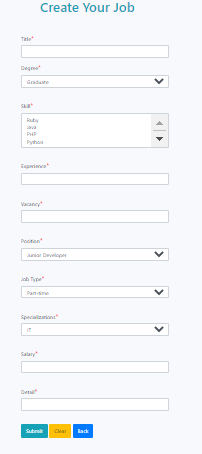 Create Your Job
Title*
Degree*
Graduate
Skill*
Ruby
Java
PHP
Python
Experience*
Vacancy*
Position*
Junior Developer
Job Type*
Part-time
Specializations*
IT
Salary*
Detail*
Submit Clear Back